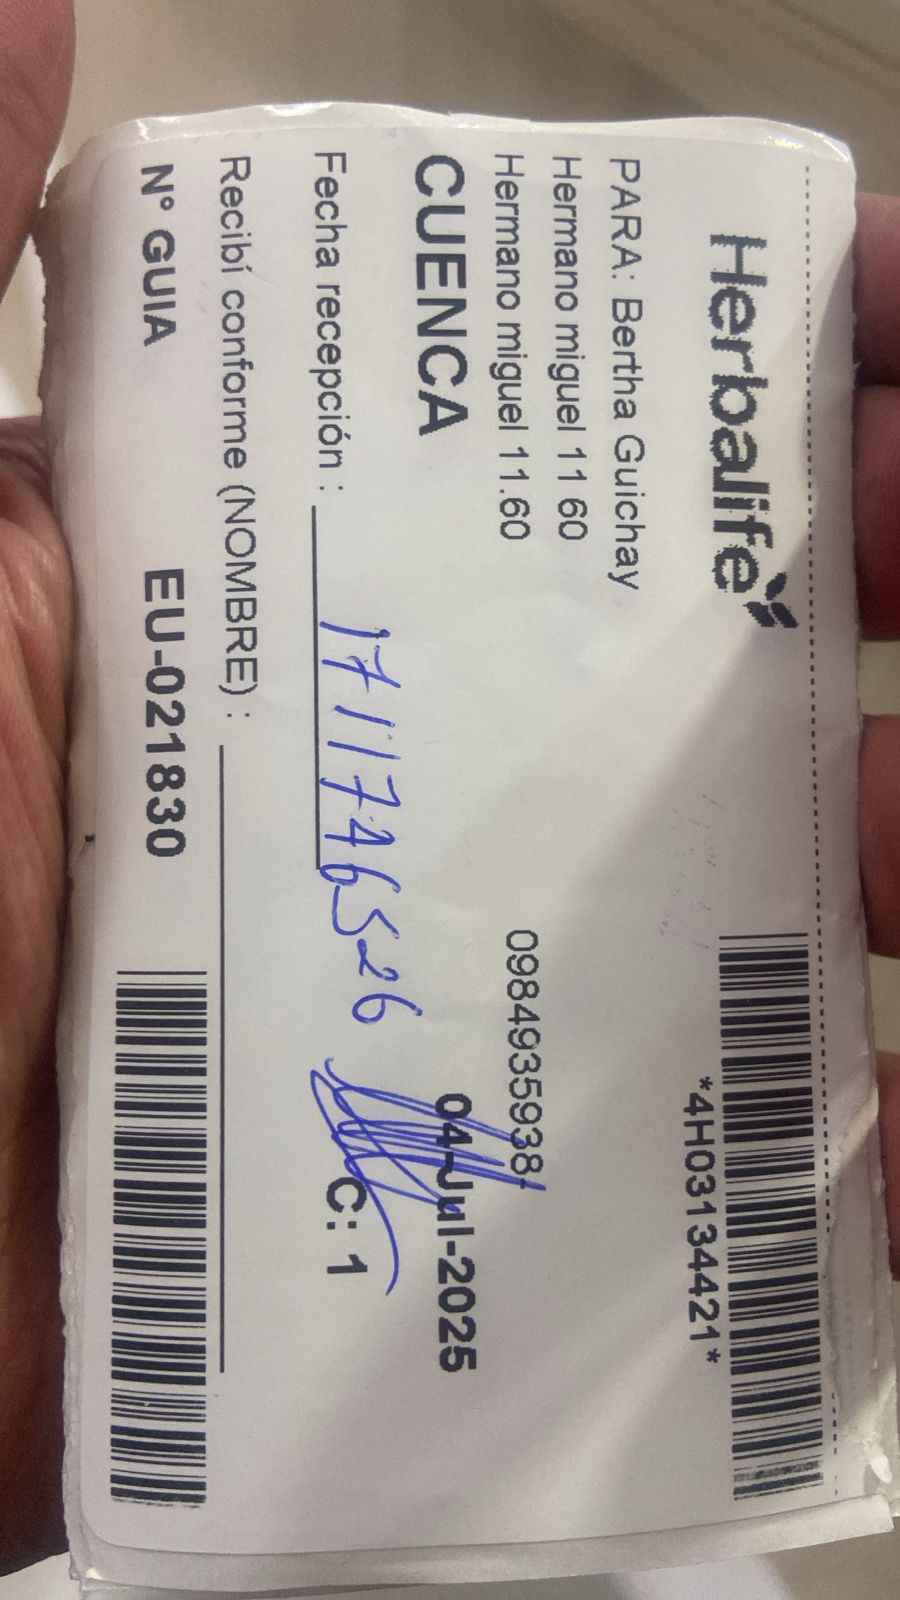 Herbalife
*4H03134421*
PARA: Bertha Guichay
Hermano miguel 11 60
Hermano miguel 11.60
0984935938-
CUENCA
04-Jul-2025
Fecha recepción : 1711746526
C: 1
Recibí conforme (NOMBRE) :
N° GUIA
EU-021830